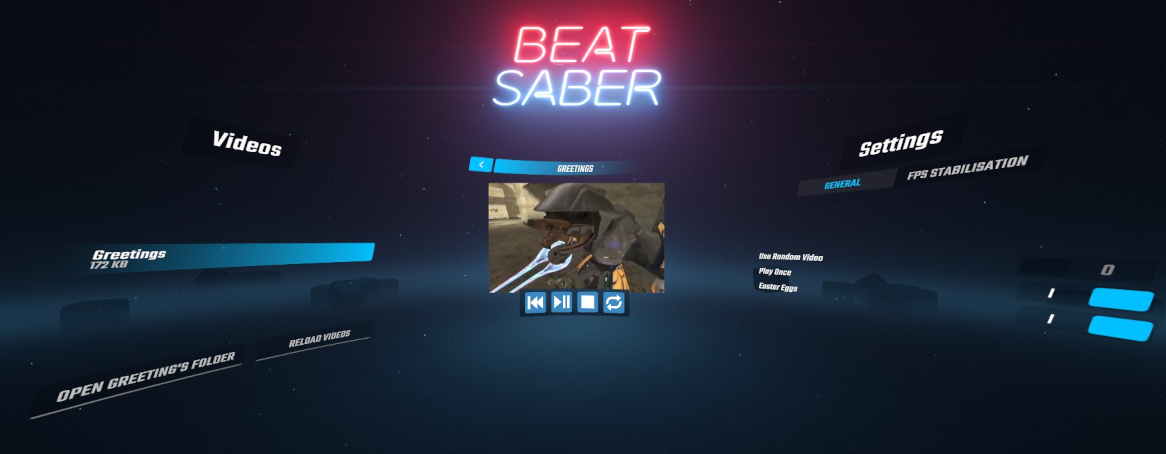 BEAT
SABER
Videos
Settings
GREETINGS
GENERAL
FPS STABILISATION
Greetings
172 KB
Use Random Video
Play Once
Easter Eggs
O
I
I
OPEN GREETING'S FOLDER
RELOAD VIDEOS